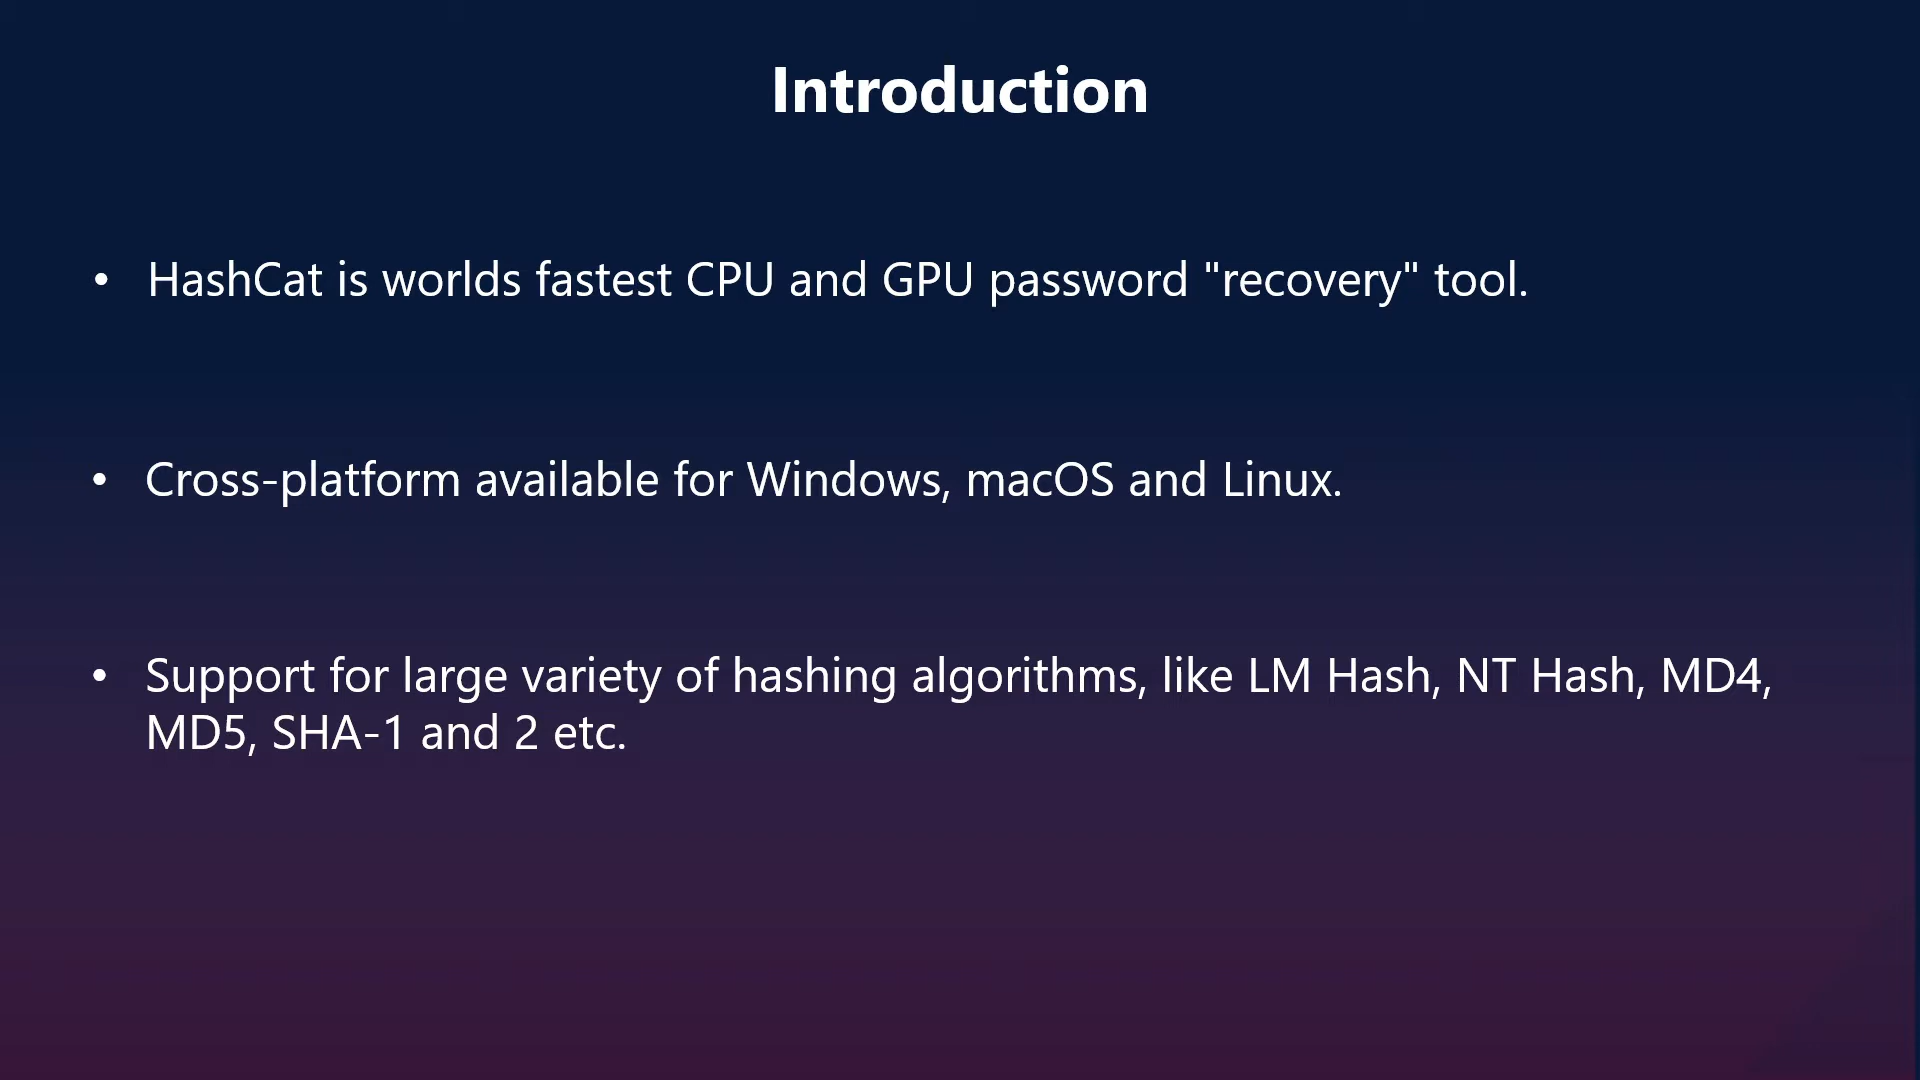 Introduction
• HashCat is worlds fastest CPU and GPU password "recovery" tool.
• Cross-platform available for Windows, macOS and Linux.
• Support for large variety of hashing algorithms, like LM Hash, NT Hash, MD4,
MD5, SHA-1 and 2 etc.